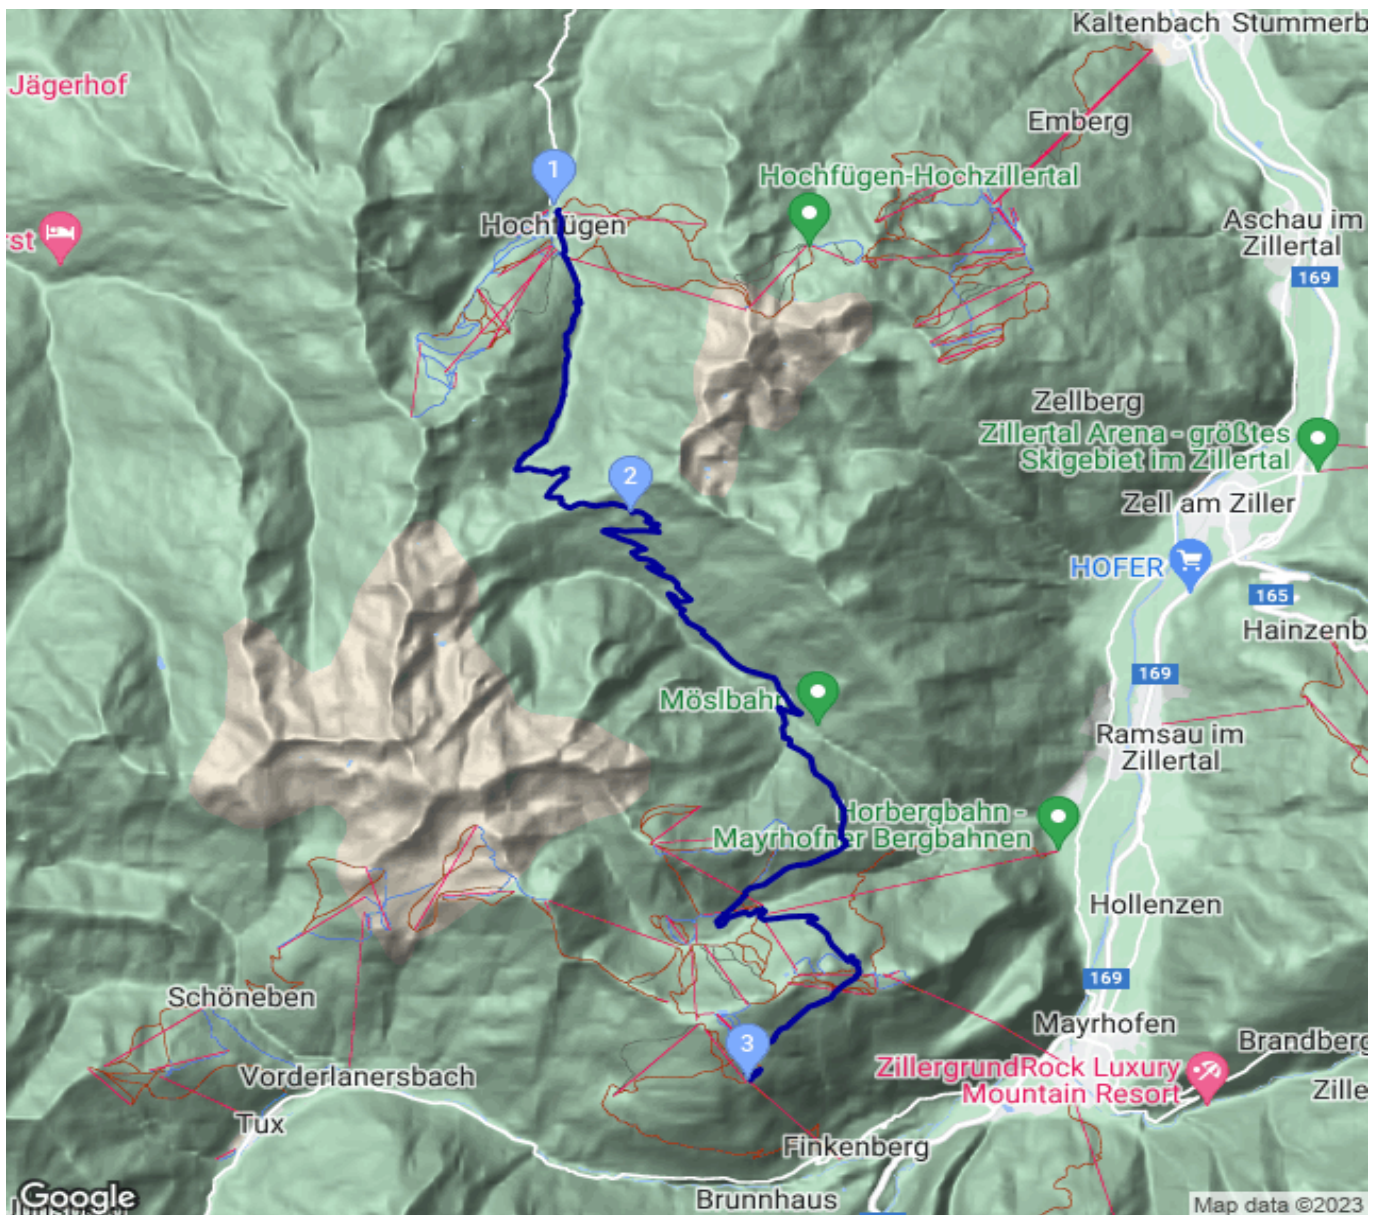 Kaltenbach Stummerb
Jägerhof
Emberg
1
Hochfügen-Hochzillertal
Hochfügen
rst
Aschau im
Zillertal
169
Zellberg
Zillertal Arena - größtes
Skigebiet im Zillertal
2
Zell am Ziller
HOFER
165
Hainzenb
169
Möslbahn
Ramsau im
Zillertal
Horbergbahn -
Mayrhofner Bergbahnen
Hollenzen
169
Schöneben
Mayrhofen
3
Brandberg
Vorderlanersbach
ZillergrundRock Luxury
Mountain Resort
Zille
Tux
Finkenberg
Brunnhaus
169
Google
Map data ©2023